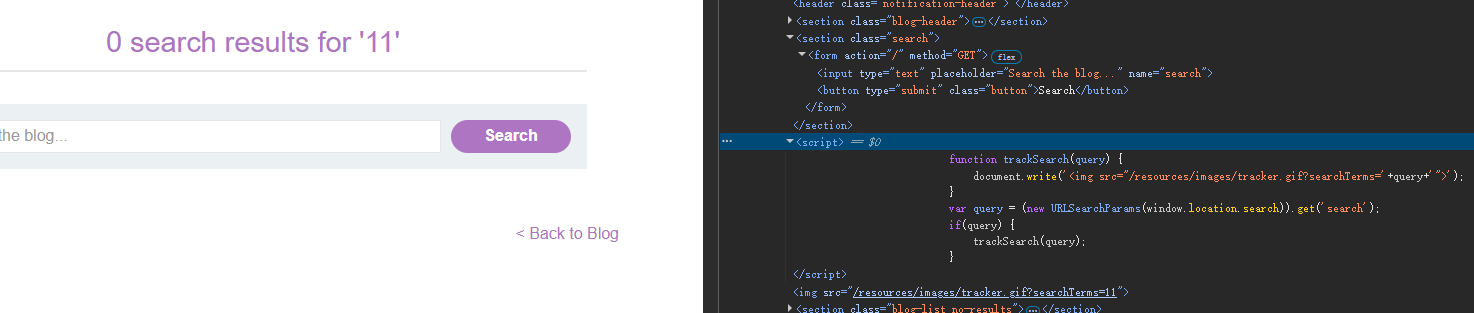 0 search results for '11'
the blog...
Search
< Back to Blog
<header class="notification-header"> </header>
<section class="blog-header"> ⋯ </section>
<section class="search">
<form action="/" method="GET"> flex
<input type="text" placeholder="Search the blog..." name="search">
<button type="submit" class="button">Search</button>
</form>
</section>
<script> == $0
function trackSearch(query) {
document.write('<img src="/resources/images/tracker.gif?searchTerms='+query+'">');
}
var query = (new URLSearchParams(window.location.search)).get('search');
if(query) {
trackSearch(query);
}
</script>
<img src="/resources/images/tracker.gif?searchTerms=11">
<section class="blog-list no-results"> ⋯ </section>